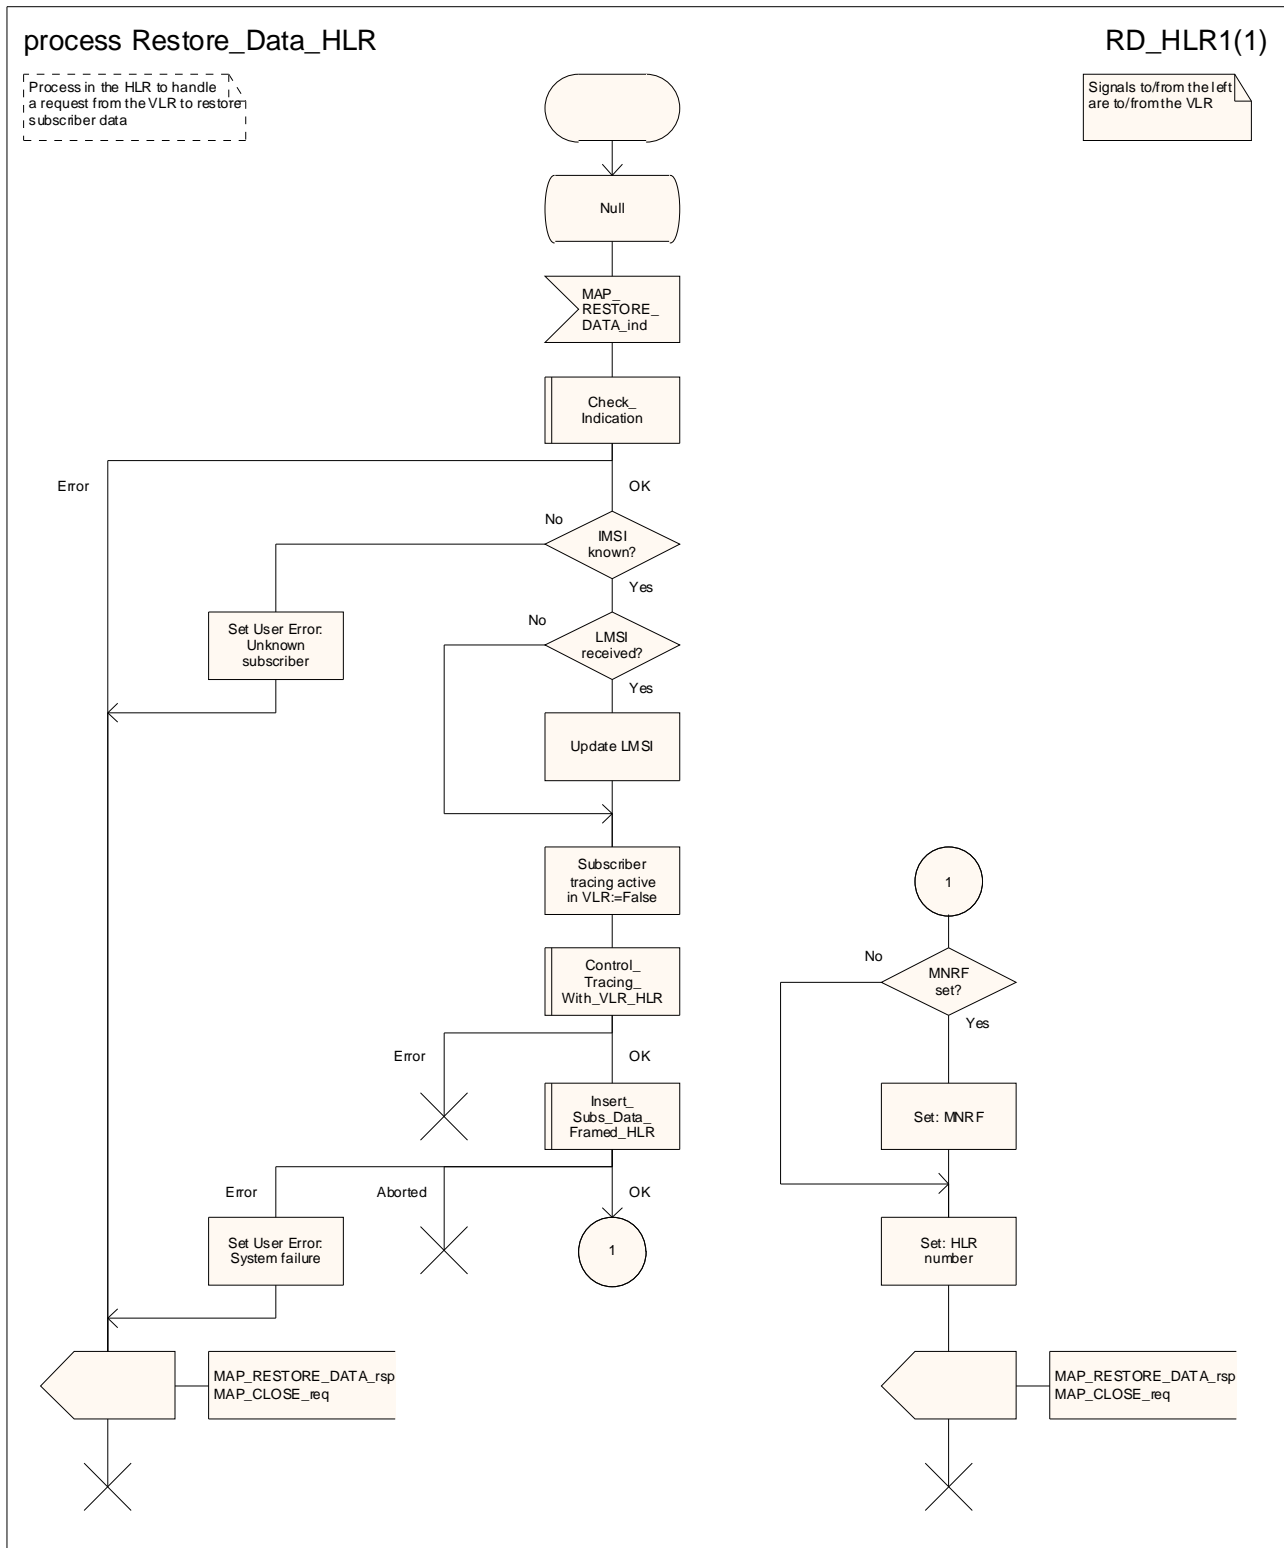 process Restore_Data_HLR
RD_HLR1(1)
Process in the HLR to handle
a request from the VLR to restore
subscriber data
Signals to/from the left
are to/from the VLR
Null
MAP_
RESTORE_
DATA_ind
Check_
Indication
Error
OK
No
IMSI
known?
Yes
Set User Error:
Unknown
subscriber
No
LMSI
received?
Yes
Update LMSI
Subscriber
tracing active
in VLR:=False
Control_
Tracing_
With_VLR_HLR
Error
OK
Insert_
Subs_Data_
Framed_HLR
Error
Aborted
OK
Set User Error:
System failure
1
MAP_RESTORE_DATA_rsp
MAP_CLOSE_req
1
No
MNRF
set?
Yes
Set: MNRF
Set: HLR
number
MAP_RESTORE_DATA_rsp
MAP_CLOSE_req